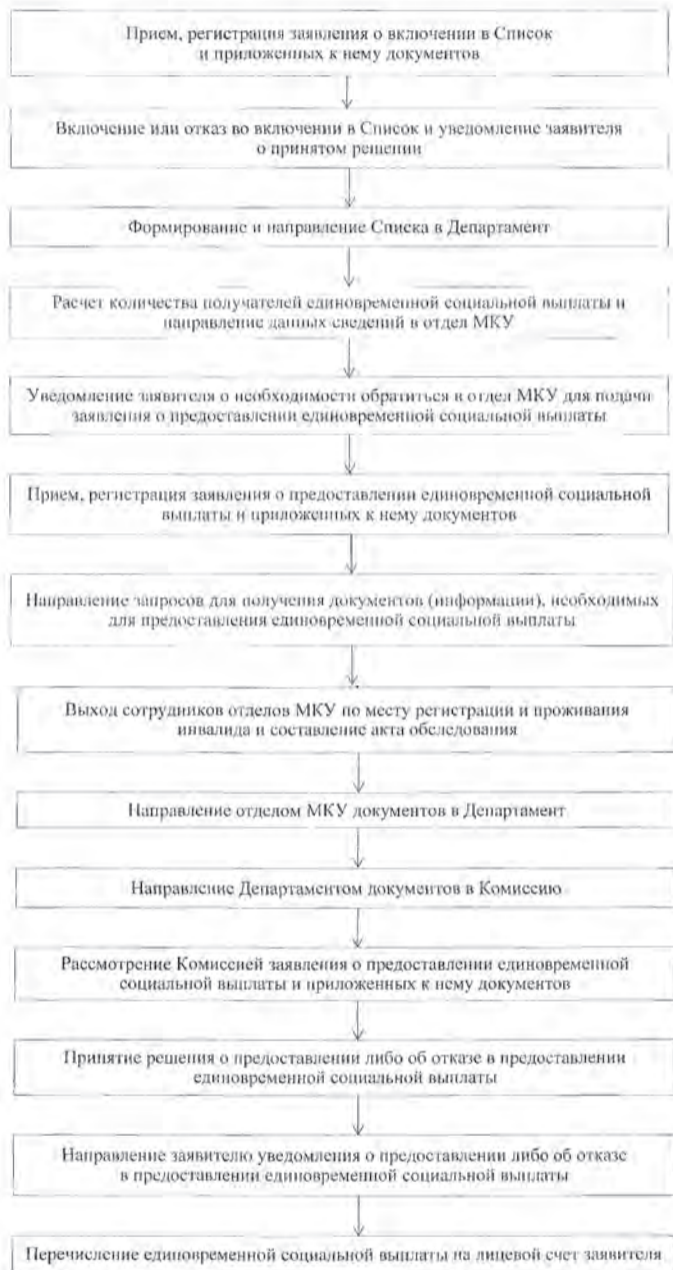 Прием, регистрация заявления о включении в Список
и приложенных к нему документов
Включение или отказ во включении в Список и уведомление заявителя
о принятом решении
Формирование и направление Списка в Департамент
Расчет количества получателей единовременной социальной выплаты и
направление данных сведений в отдел МКУ
Уведомление заявителя о необходимости обратиться в отдел МКУ для подачи
заявления о предоставлении единовременной социальной выплаты
Прием, регистрация заявления о предоставлении единовременной социальной
выплаты и приложенных к нему документов
Направление запросов для получения документов (информации), необходимых
для предоставления единовременной социальной выплаты
Выход сотрудников отделов МКУ по месту регистрации и проживания
инвалида и составление акта обследования
Направление отделом МКУ документов в Департамент
Направление Департаментом документов в Комиссию
Рассмотрение Комиссией заявления о предоставлении единовременной
социальной выплаты и приложенных к нему документов
Принятие решения о предоставлении либо об отказе в предоставлении
единовременной социальной выплаты
Направление заявителю уведомления о предоставлении либо об отказе
в предоставлении единовременной социальной выплаты
Перечисление единовременной социальной выплаты на лицевой счет заявителя